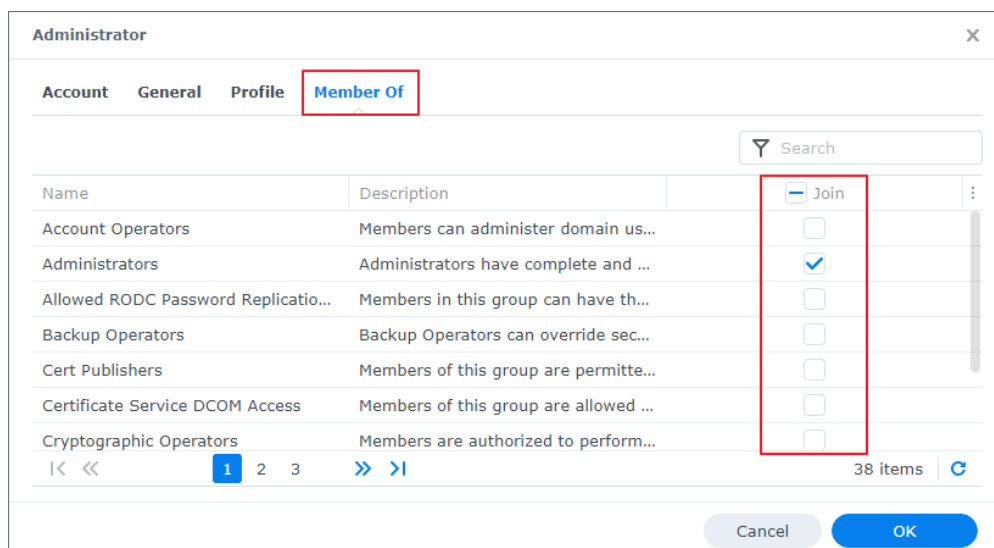 Administrator
Account General Profile Member Of
Search
Name Description Join
Account Operators Members can administer domain us...
Administrators Administrators have complete and ...
Allowed RODC Password Replicatio... Members in this group can have th...
Backup Operators Backup Operators can override sec...
Cert Publishers Members of this group are permitte...
Certificate Service DCOM Access Members of this group are allowed ...
Cryptographic Operators Members are authorized to perform...
1 2 3 38 items
Cancel OK